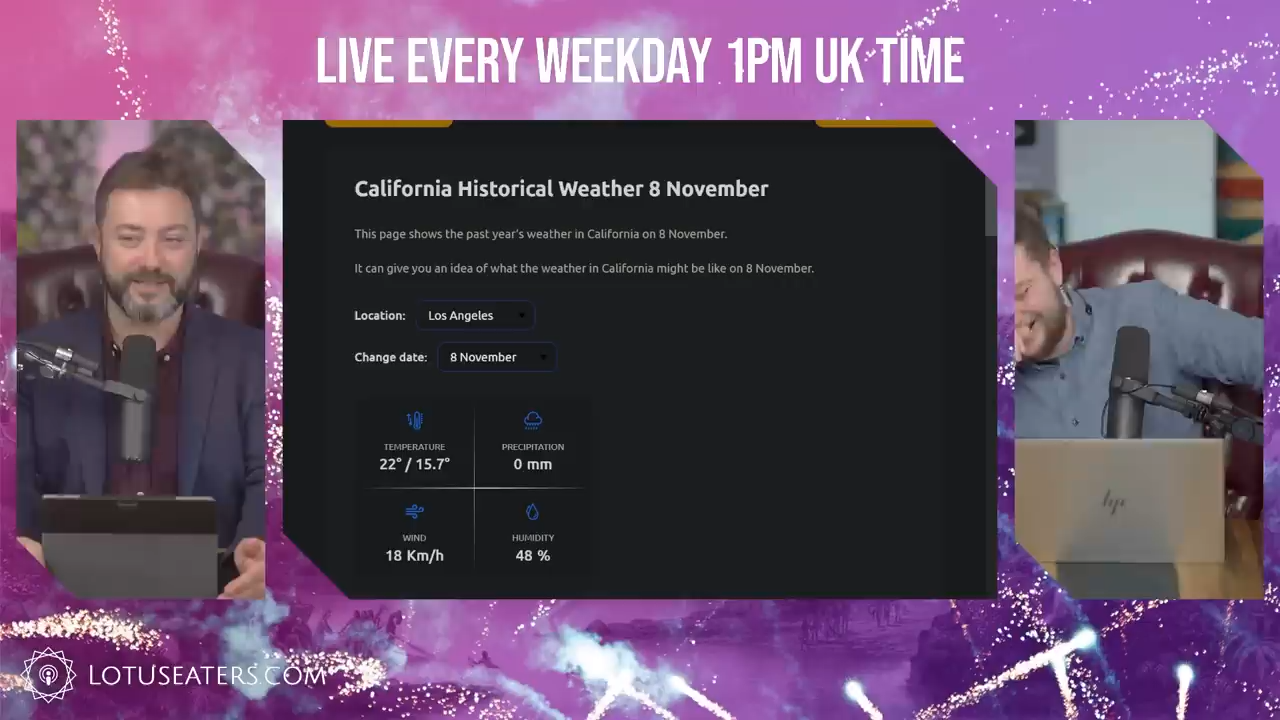 LIVE EVERY WEEKDAY 1PM UK TIME
California Historical Weather 8 November
This page shows the past year's weather in California on 8 November.
It can give you an idea of what the weather in California might be like on 8 November.
Location: Los Angeles
Change date: 8 November
TEMPERATURE PRECIPITATION
22° / 15.7° 0 mm
WIND HUMIDITY
18 Km/h 48 %
hp
LOTUSEATERS.COM